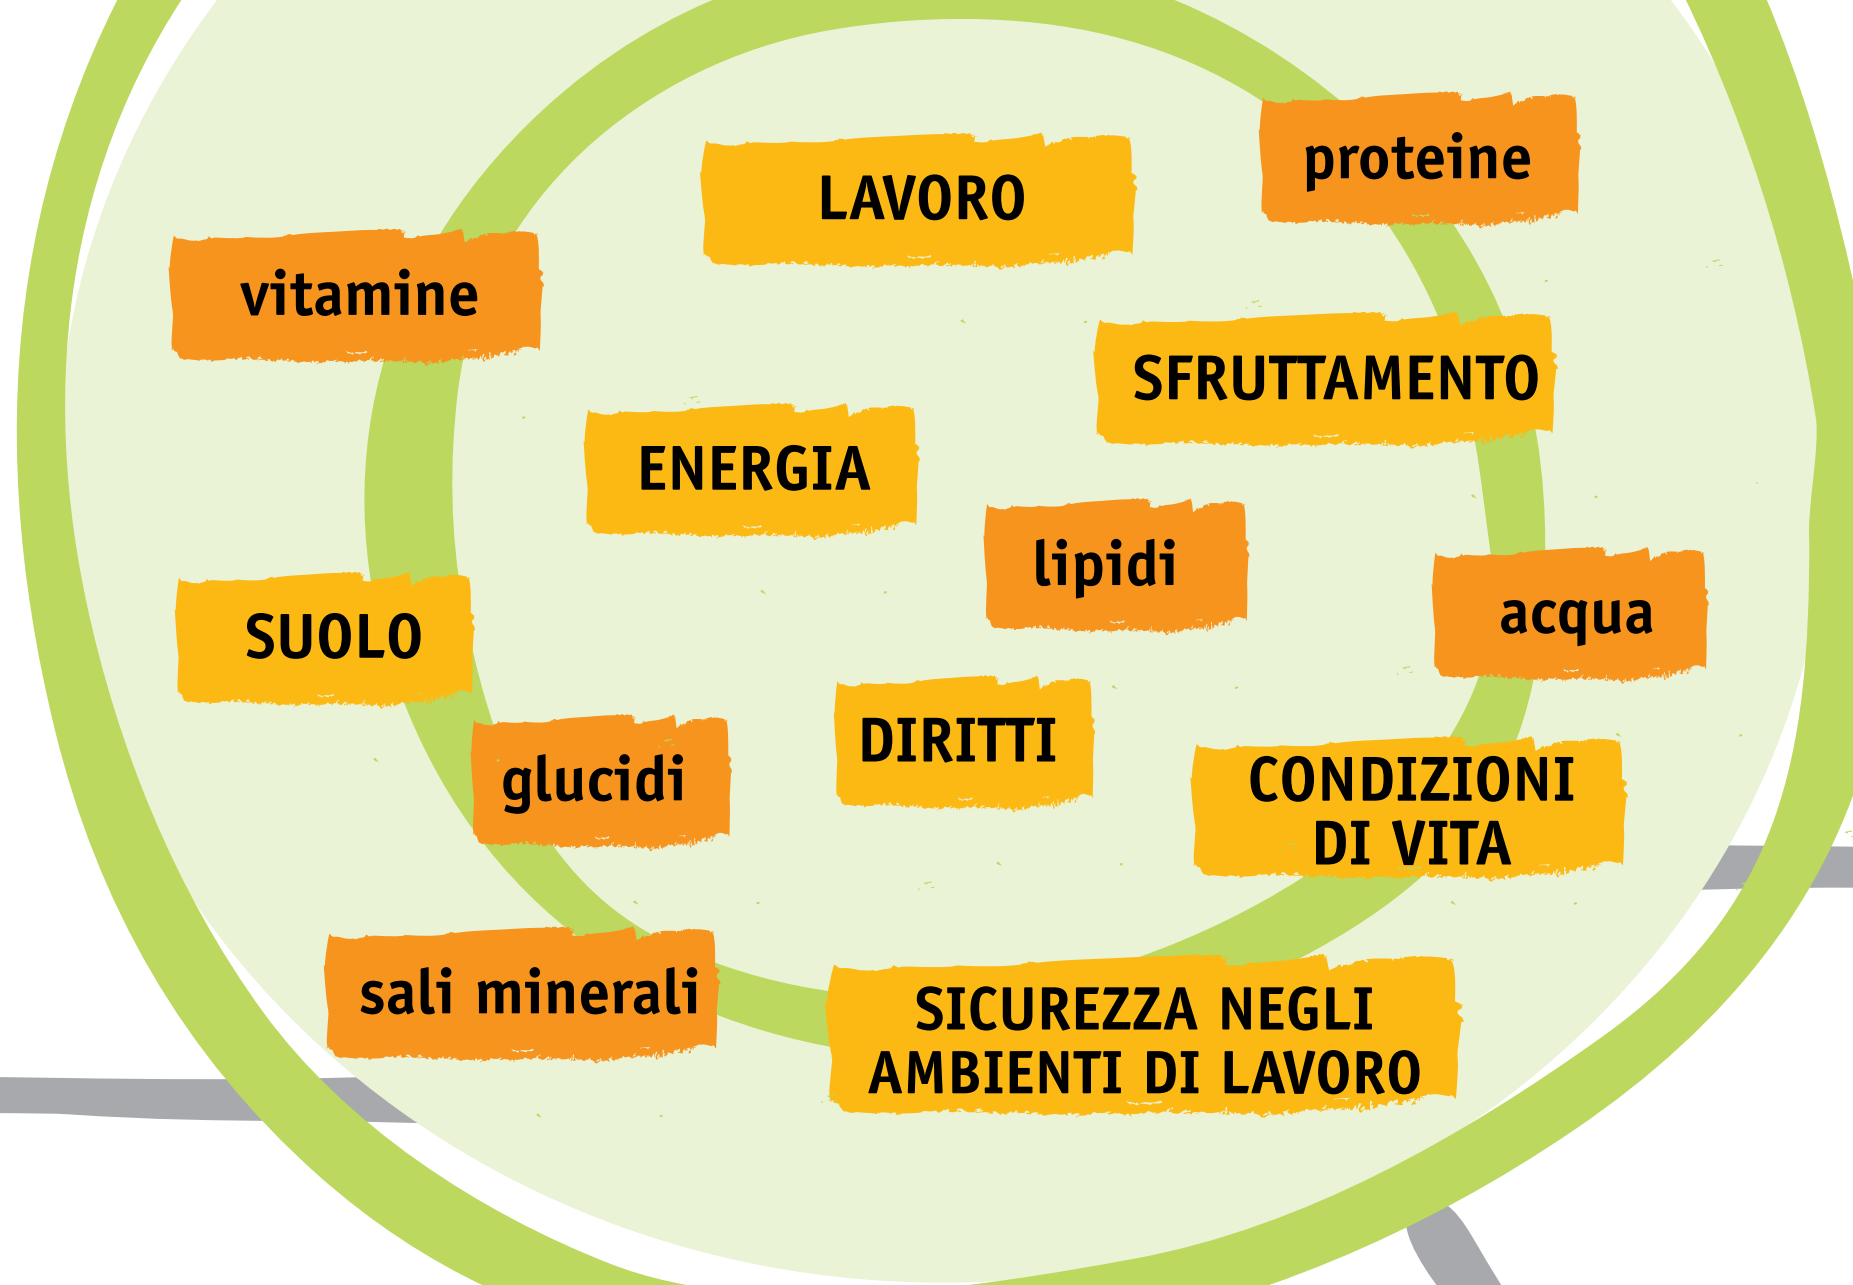 proteine
LAVORO
vitamine
SFRUTTAMENTO
ENERGIA
lipidi
acqua
SUOLO
DIRITTI
glucidi
CONDIZIONI
DI VITA
sali minerali
SICUREZZA NEGLI
AMBIENTI DI LAVORO